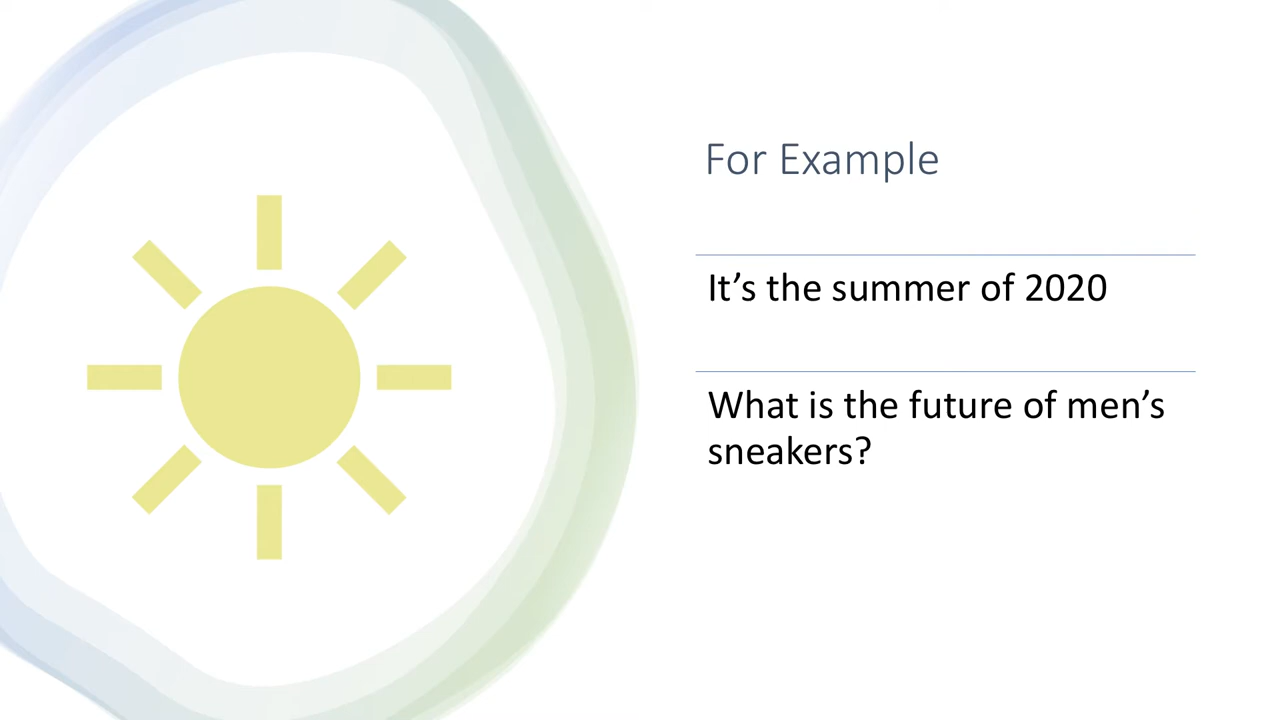 For Example
It’s the summer of 2020
What is the future of men’s
sneakers?